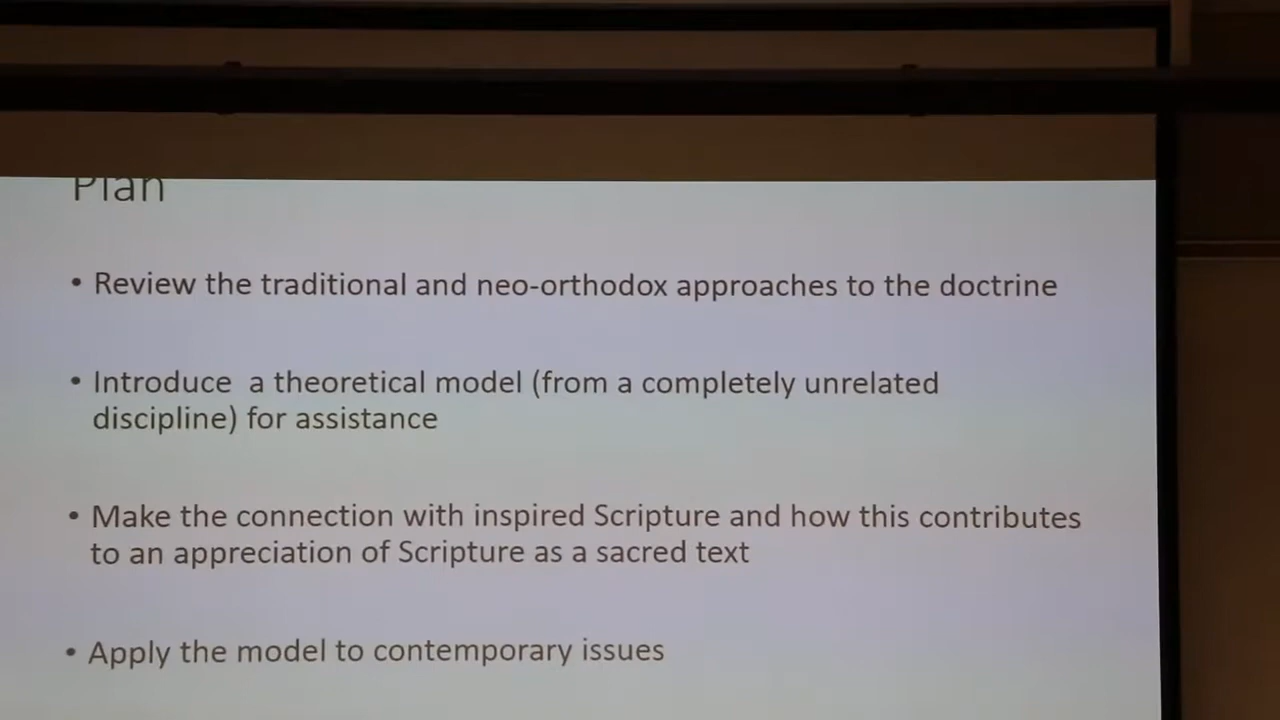 Plan
• Review the traditional and neo-orthodox approaches to the doctrine
• Introduce  a theoretical model (from a completely unrelated
discipline) for assistance
• Make the connection with inspired Scripture and how this contributes
to an appreciation of Scripture as a sacred text
• Apply the model to contemporary issues